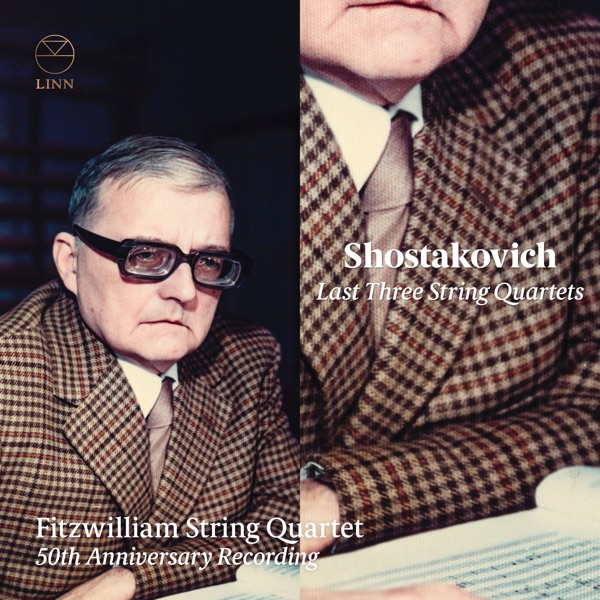 LINN
Shostakovich
Last Three String Quartets
Fitzwilliam String Quartet
50th Anniversary Recording